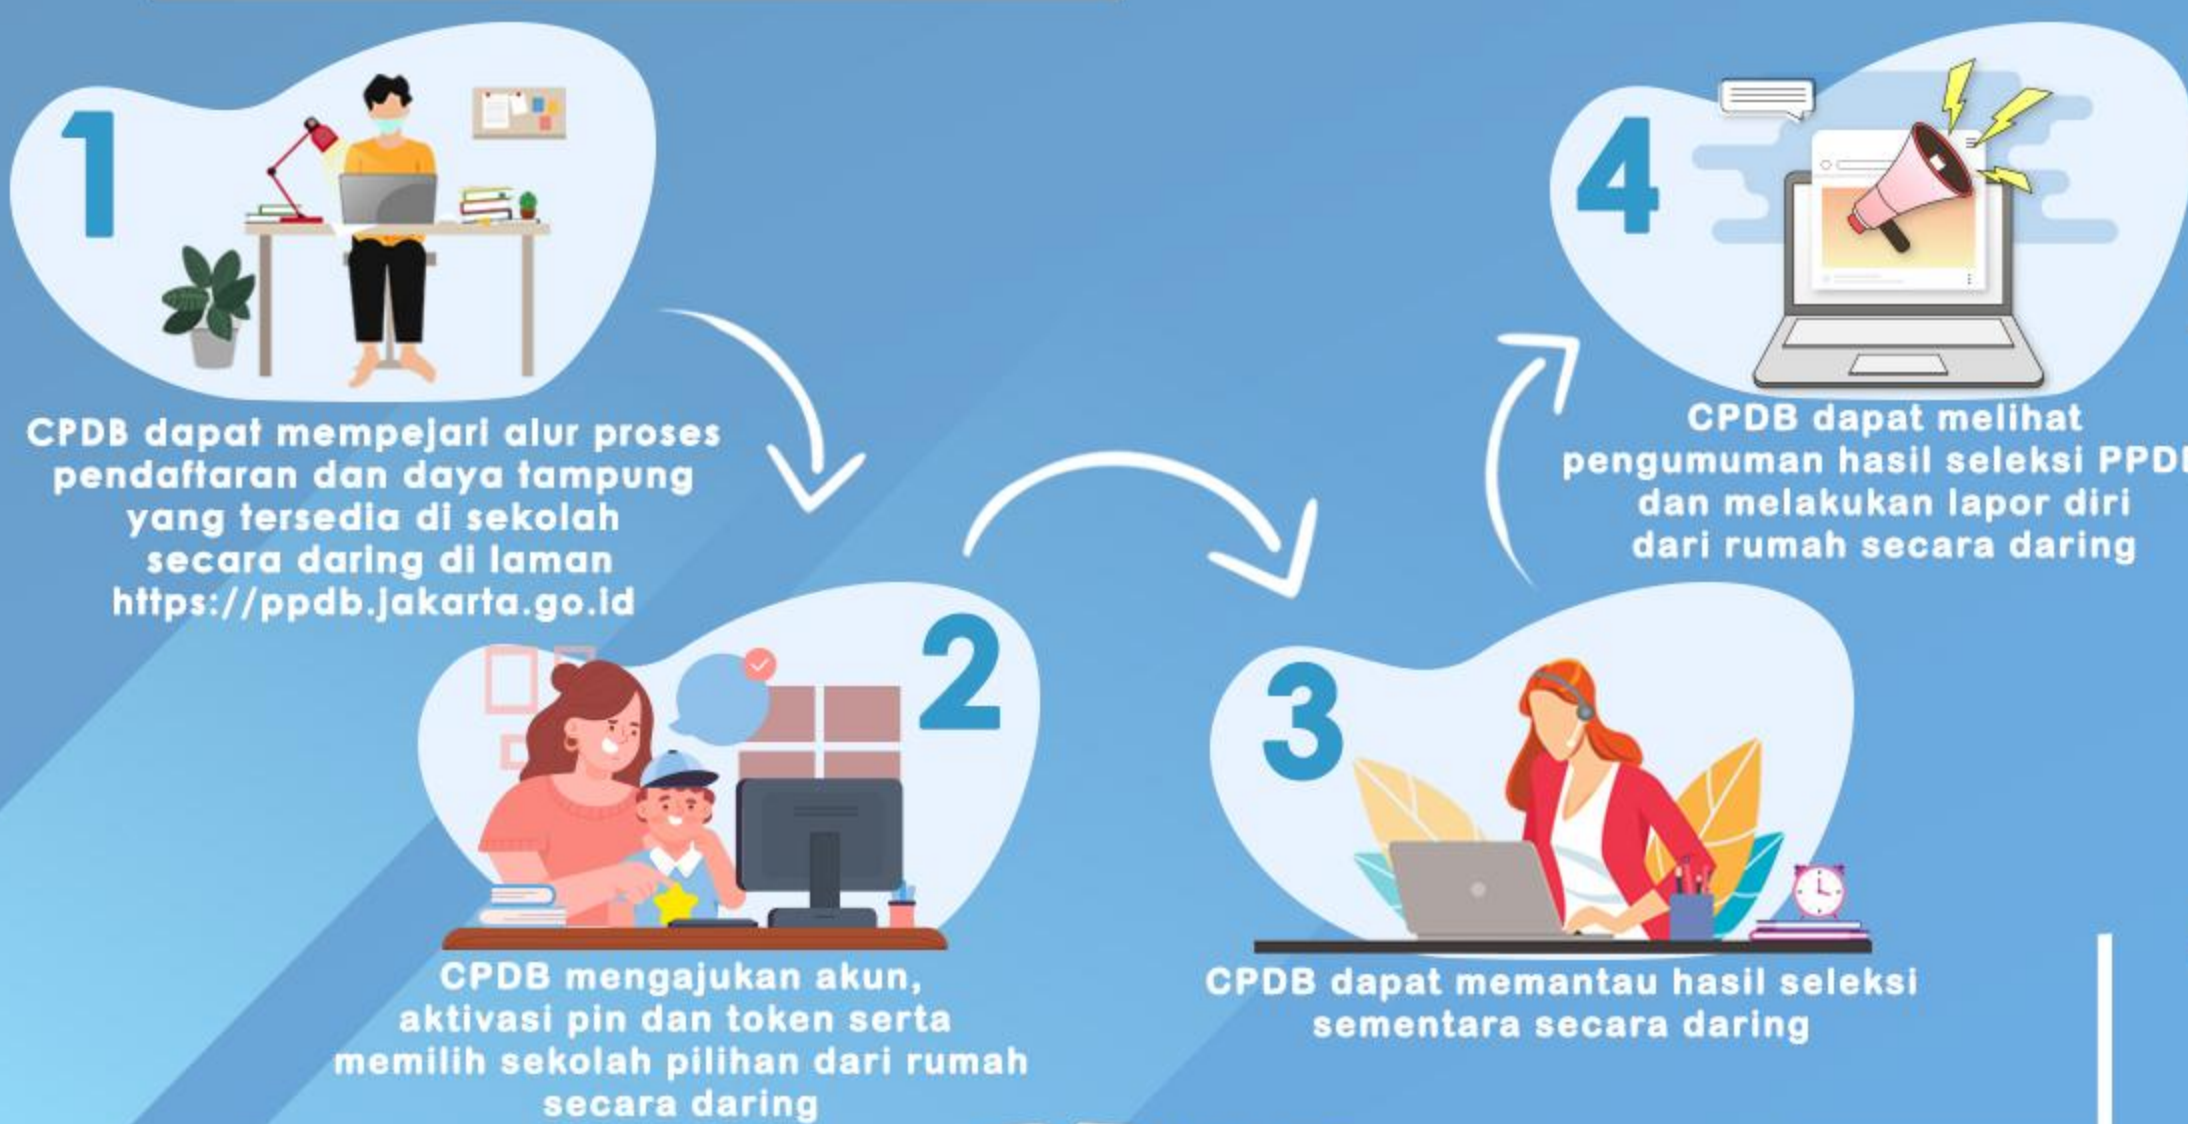 1
CPDB dapat mempejari alur proses
pendaftaran dan daya tampung
yang tersedia di sekolah
secara daring di laman
https://ppdb.jakarta.go.id
2
CPDB mengajukan akun,
aktivasi pin dan token serta
memilih sekolah pilihan dari rumah
secara daring
3
CPDB dapat memantau hasil seleksi
sementara secara daring
4
CPDB dapat melihat
pengumuman hasil seleksi
dan melakukan lapor diri
dari rumah secara daring